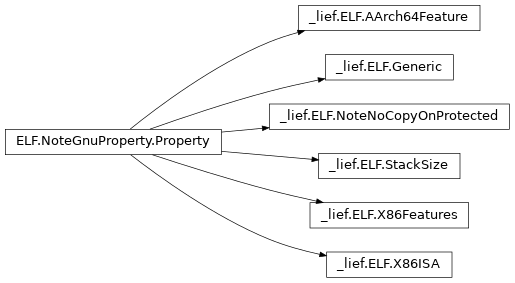 _lief.ELF.AArch64Feature
_lief.ELF.Generic
_lief.ELF.NoteNoCopyOnProtected
ELF.NoteGnuProperty.Property
_lief.ELF.StackSize
_lief.ELF.X86Features
_lief.ELF.X86ISA